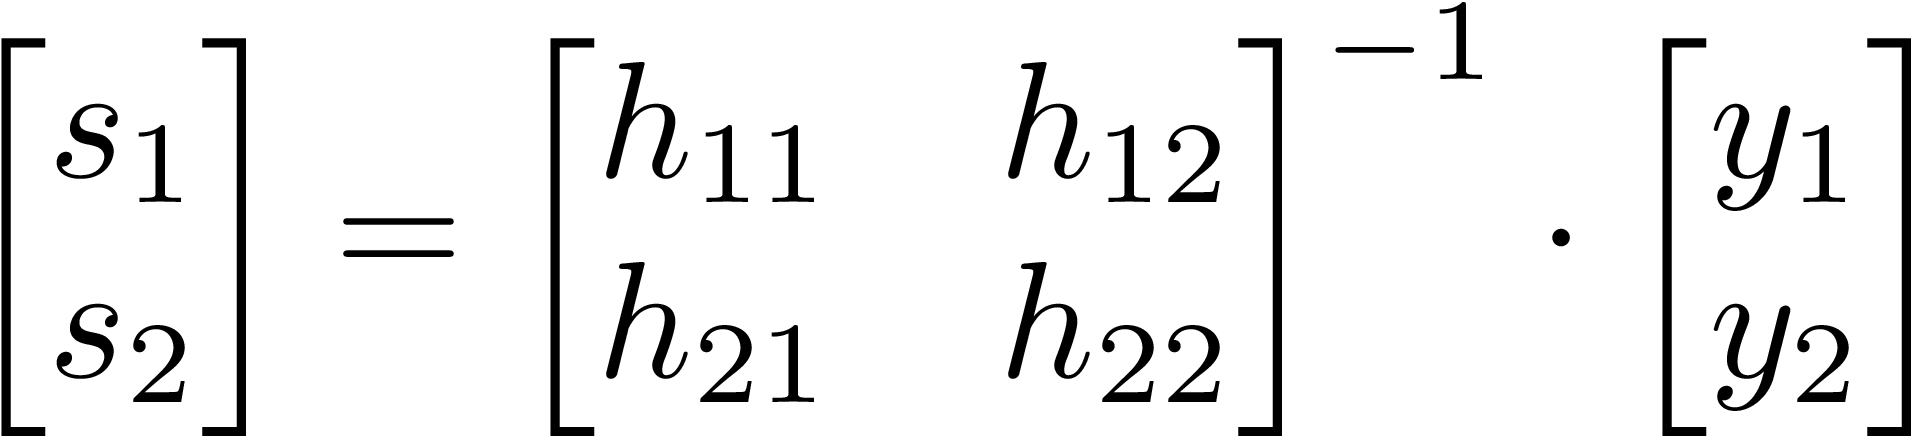 [s₁ s₂] = [h₁₁ h₁₂ h₂₁ h₂₂]⁻¹ · [y₁ y₂]